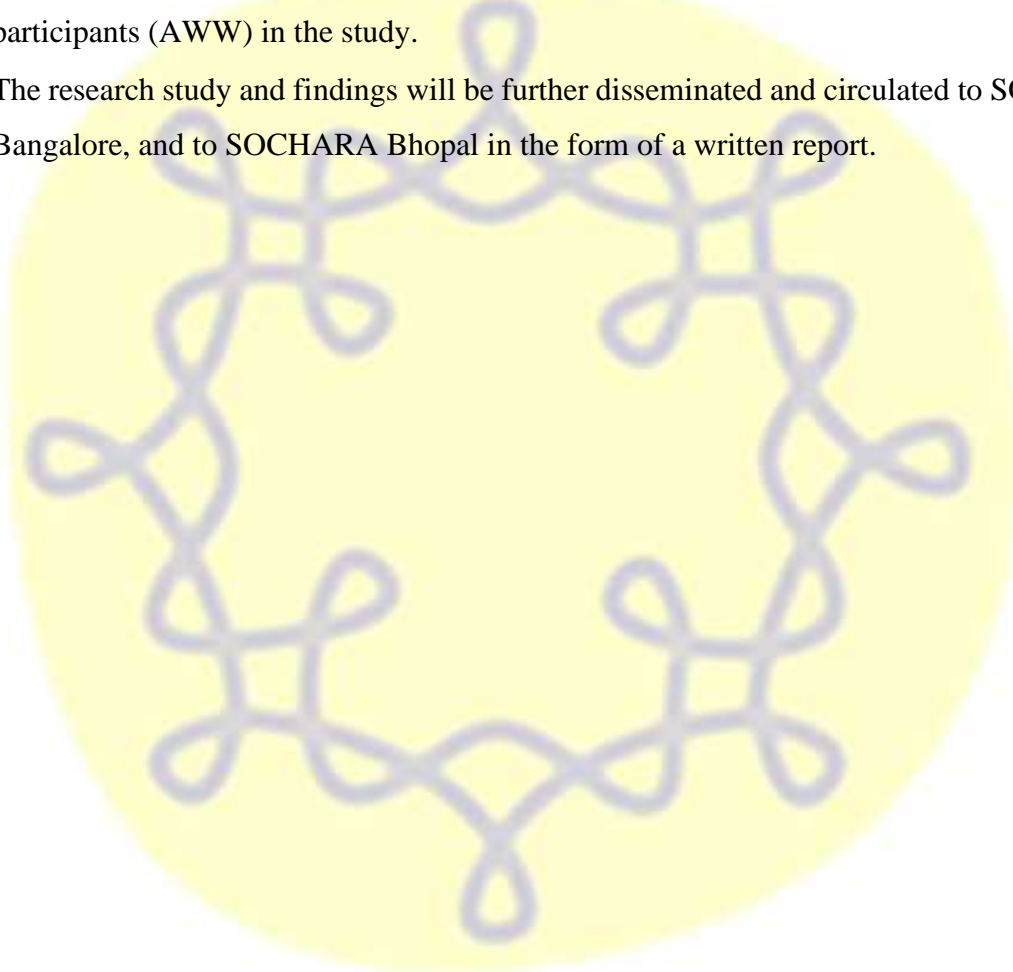 participants (AWW) in the study.
The research study and findings will be further disseminated and circulated to
Bangalore, and to SOCHARA Bhopal in the form of a written report.